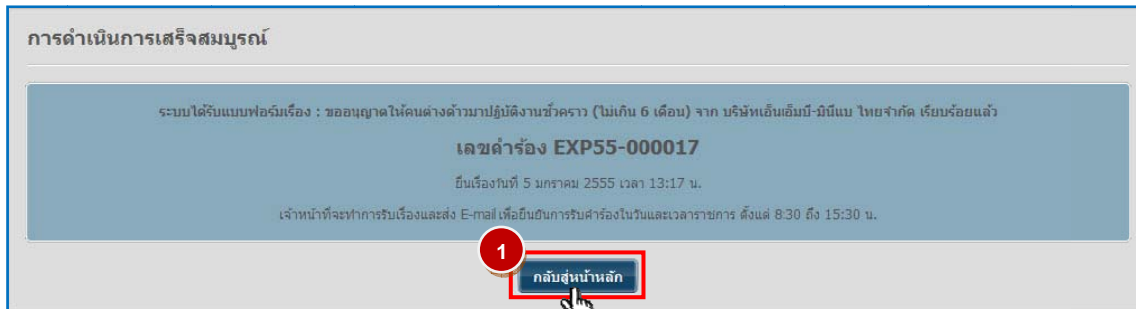 การดำเนินการเสร็จสมบูรณ์
ระบบได้รับแบบฟอร์มเรื่อง : ขออนุญาตให้คนต่างด้าวมาปฏิบัติงานชั่วคราว (ไม่เกิน 6 เดือน) จาก บริษัทเอ็นเอ็มบี-มินีแบ ไทยจำกัด เรียบร้อยแล้ว
เลขคำร้อง EXP55-000017
ยื่นเรื่องวันที่ 5 มกราคม 2555 เวลา 13:17 น.
เจ้าหน้าที่จะทำการรับเรื่องและส่ง E-mail เพื่อยืนยันการรับคำร้องในวันและเวลาราชการ ตั้งแต่ 8:30 ถึง 15:30 น.
1
กลับสู่หน้าหลัก